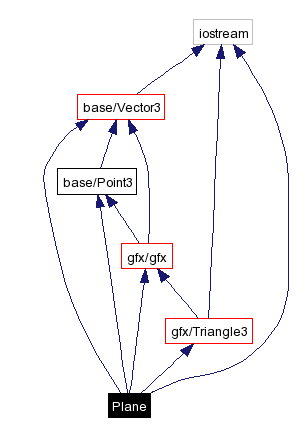 iostream
base/Vector3
base/Point3
gfx/gfx
gfx/Triangle3
Plane